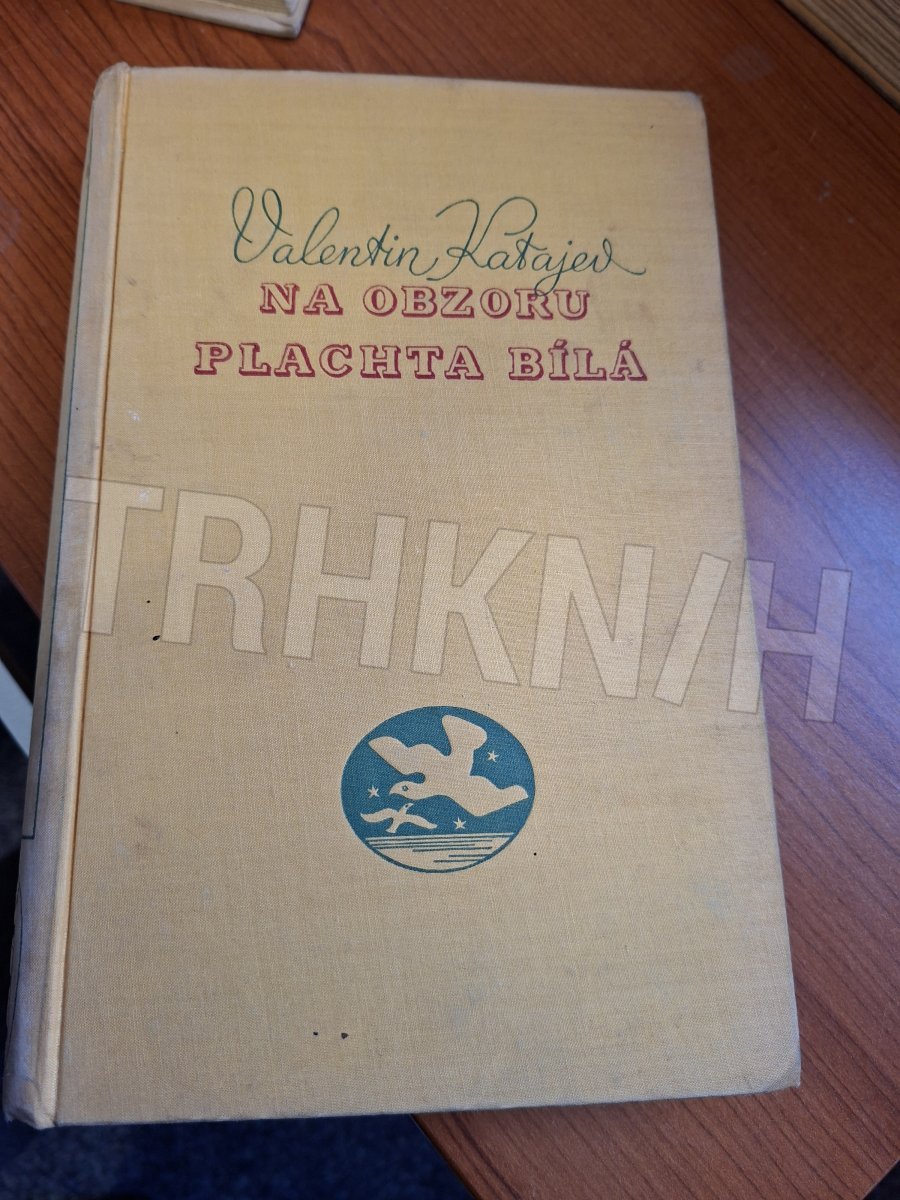 Valentin Katajev
NA OBZORU
PLACHTA BÍLÁ
TRHKNIH